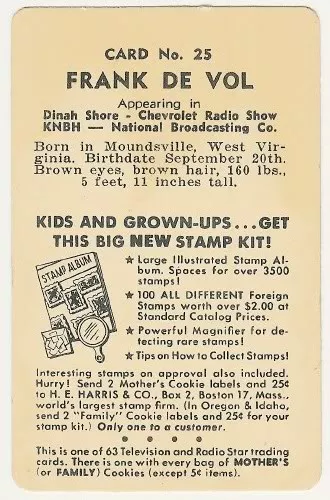 CARD No. 25
FRANK DE VOL
Appearing in
Dinah Shore - Chevrolet Radio Show
KNBH — National Broadcasting Co.
Born in Moundsville, West Vir-
ginia. Birthdate September 20th.
Brown eyes, brown hair, 160 lbs.,
5 feet, 11 inches tall.
KIDS AND GROWN-UPS...GET
THIS BIG NEW STAMP KIT!
STAMP ALBUM
★ Large Illustrated Stamp Al-
bum. Spaces for over 3500
stamps!
★ 100 ALL DIFFERENT Foreign
Stamps worth over $2.00 at
Standard Catalog Prices.
★ Powerful Magnifier for de-
tecting rare stamps!
★ Tips on How to Collect Stamps!
Interesting stamps on approval also included.
Hurry! Send 2 Mother's Cookie labels and 25¢
to H. E. HARRIS & CO., Box 2, Boston 17, Mass.,
world's largest stamp firm. (In Oregon & Idaho,
send 2 "Family" Cookie labels and 25¢ for your
stamp kit.) Only one to a customer.
This is one of 63 Television and Radio Star trading
cards. There is one with every bag of MOTHER'S
(or FAMILY) Cookies (except 5¢ size).